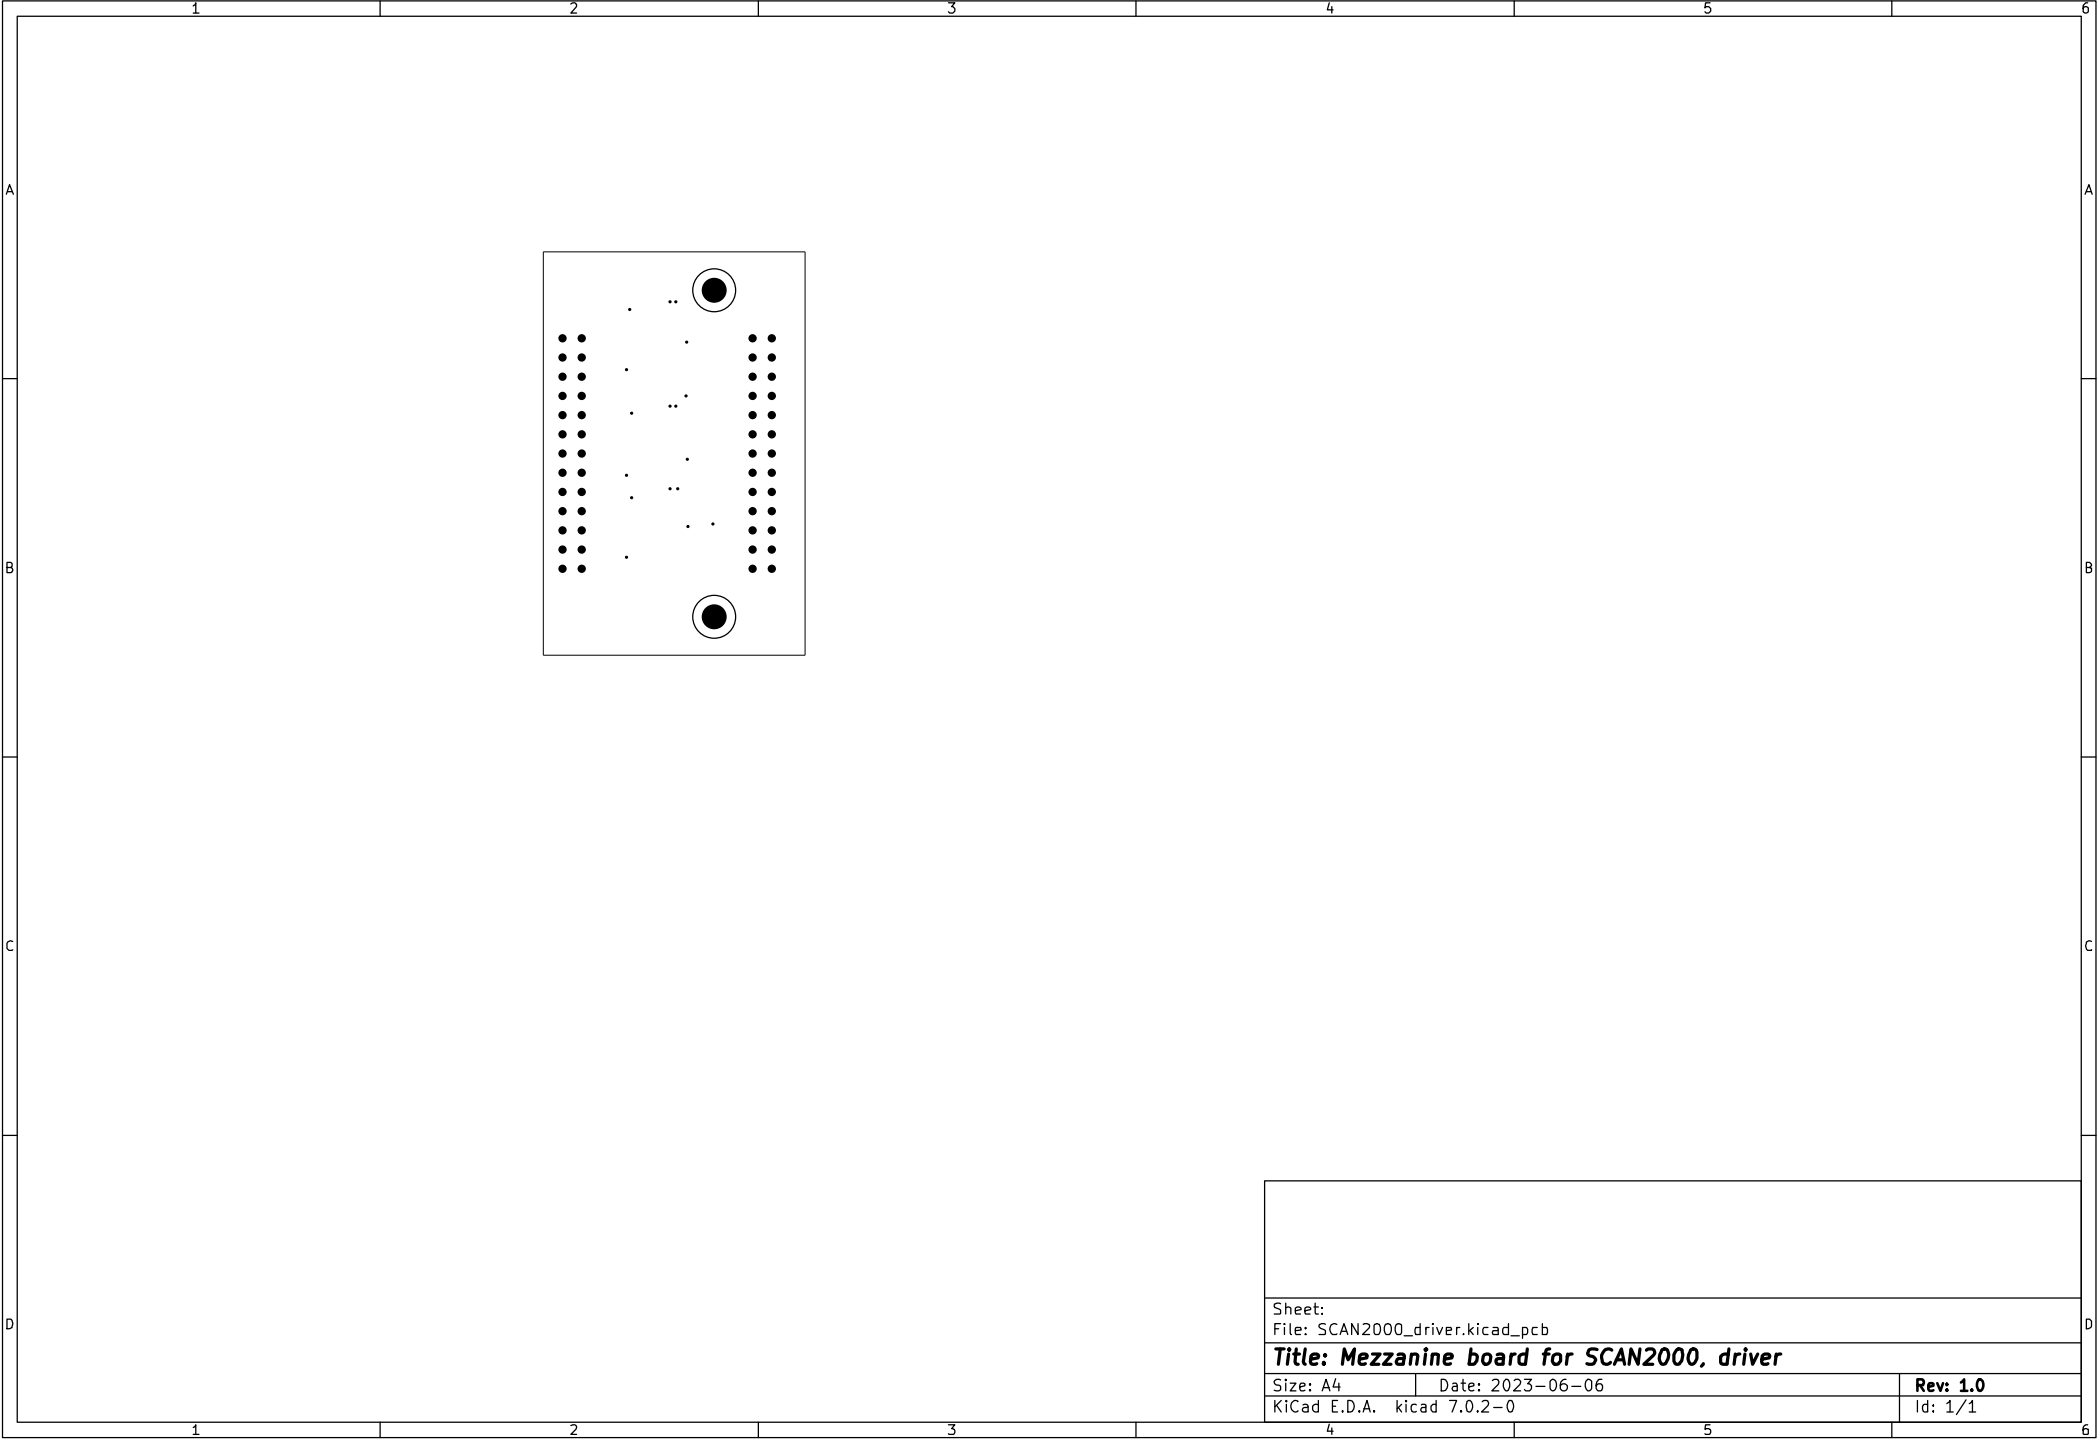 1 2 3 4 5 6
A A
B B
C C
Sheet:
D D
File: SCAN2000_driver.kicad_pcb
Title: Mezzanine board for SCAN2000, driver
Size: A4 Date: 2023-06-06 Rev: 1.0
KiCad E.D.A. kicad 7.0.2-0 Id: 1/1
1 2 3 4 5 6